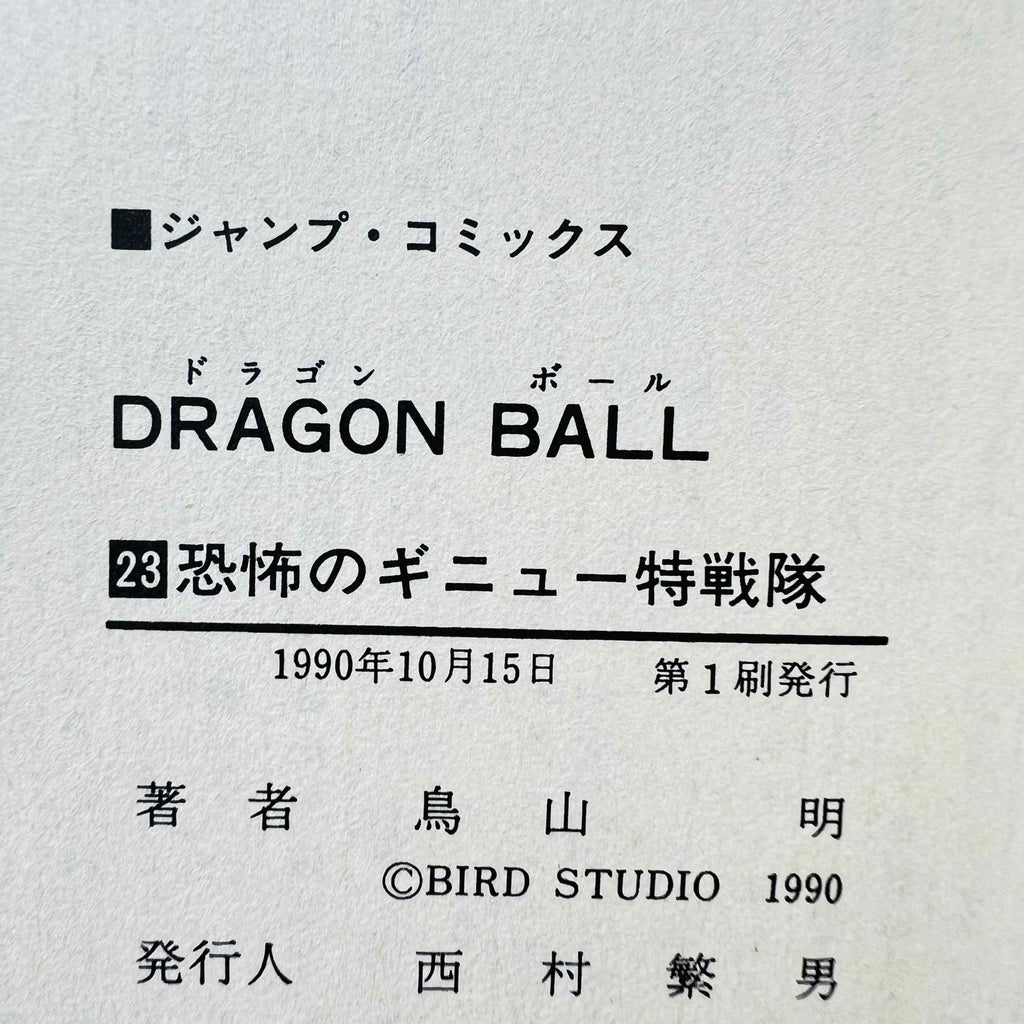 ■ジャンプ・コミックス
ドラゴン ボール
DRAGON BALL
23恐怖のギニュー特戦隊
1990年10月15日 第1刷発行
著者 鳥山 明
©BIRD STUDIO 1990
発行人 西村繁男